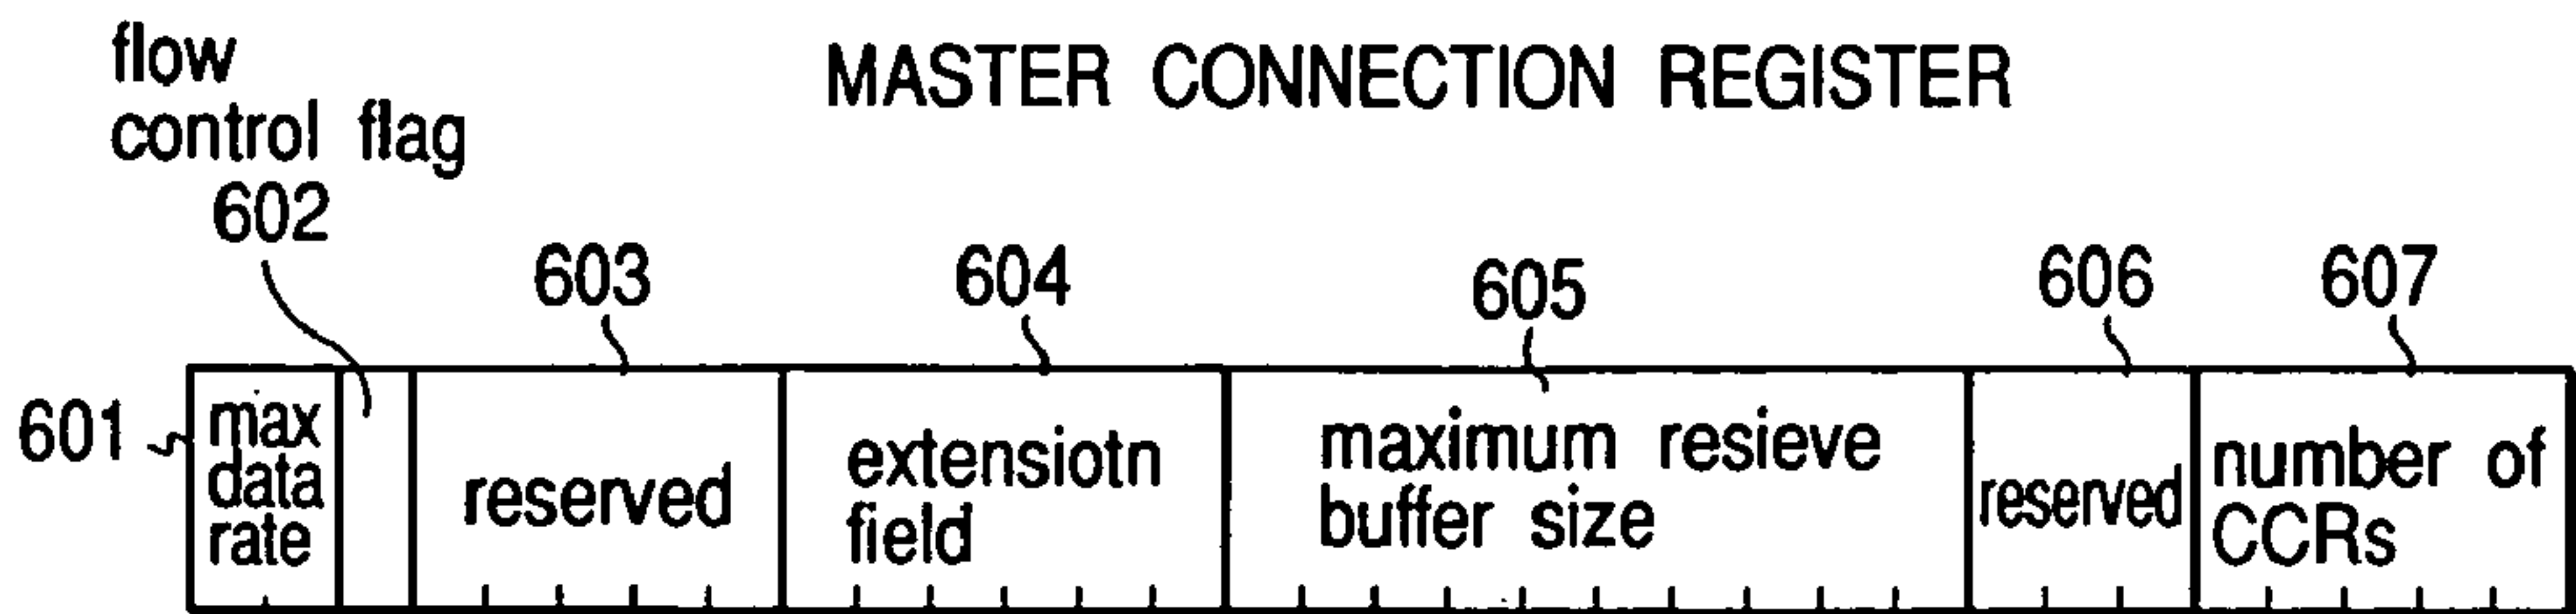 flow
control flag
602
MASTER CONNECTION REGISTER
603
604
605
606
607
601
max
data
rate
reserved
extensiotn
field
maximum resieve
buffer size
reserved
number of
CCRs